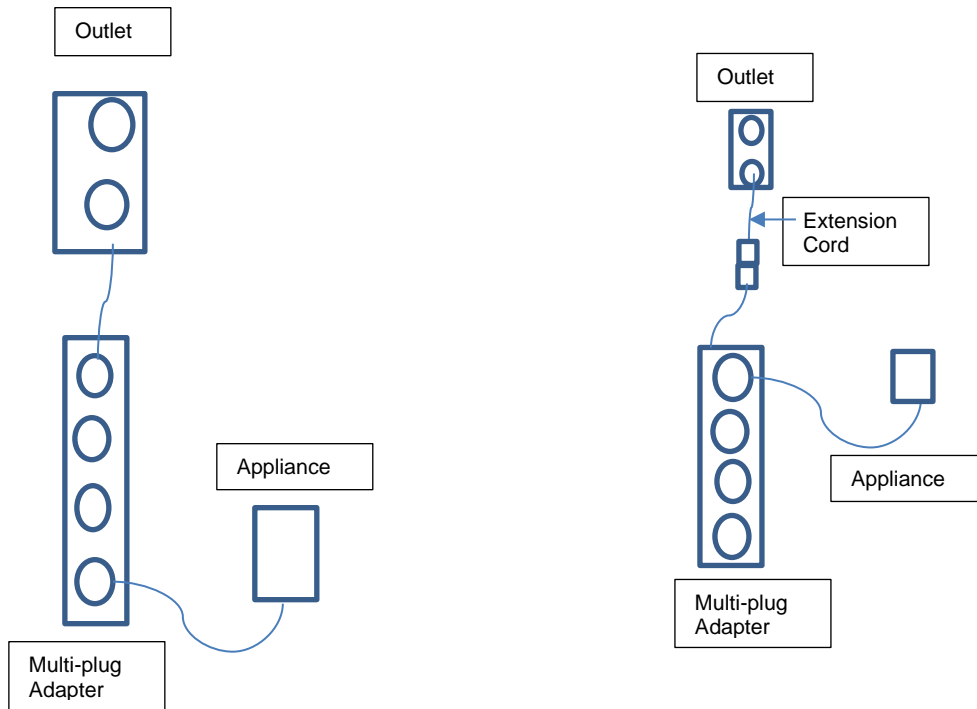 Outlet
Appliance
Multi-plug
Adapter
Outlet
Extension
Cord
Appliance
Multi-plug
Adapter